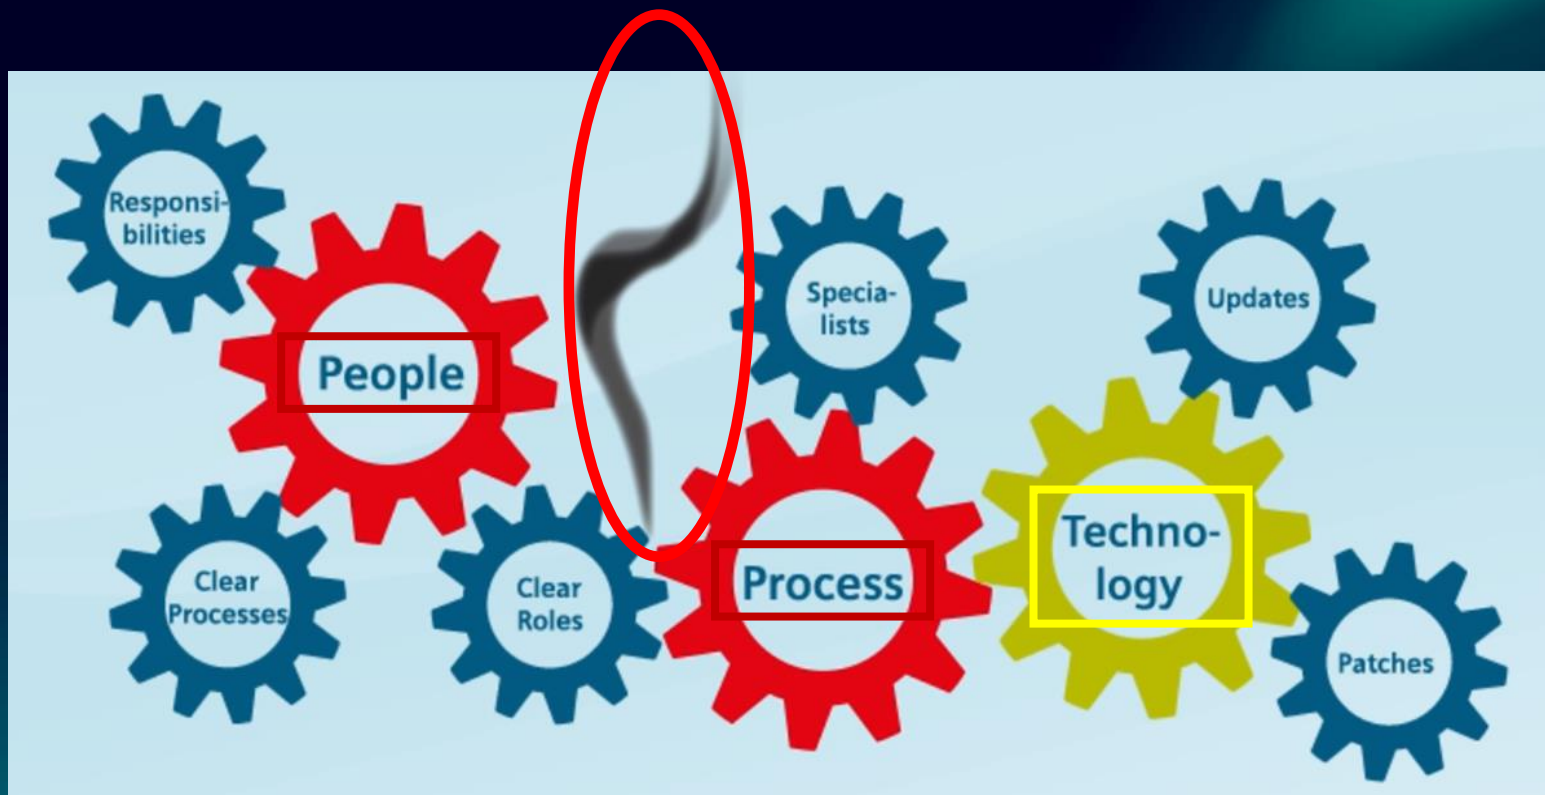 Responsi-
bilities
People
Specia-
lists
Updates
Clear
Processes
Clear
Roles
Process
Techno-
logy
Patches